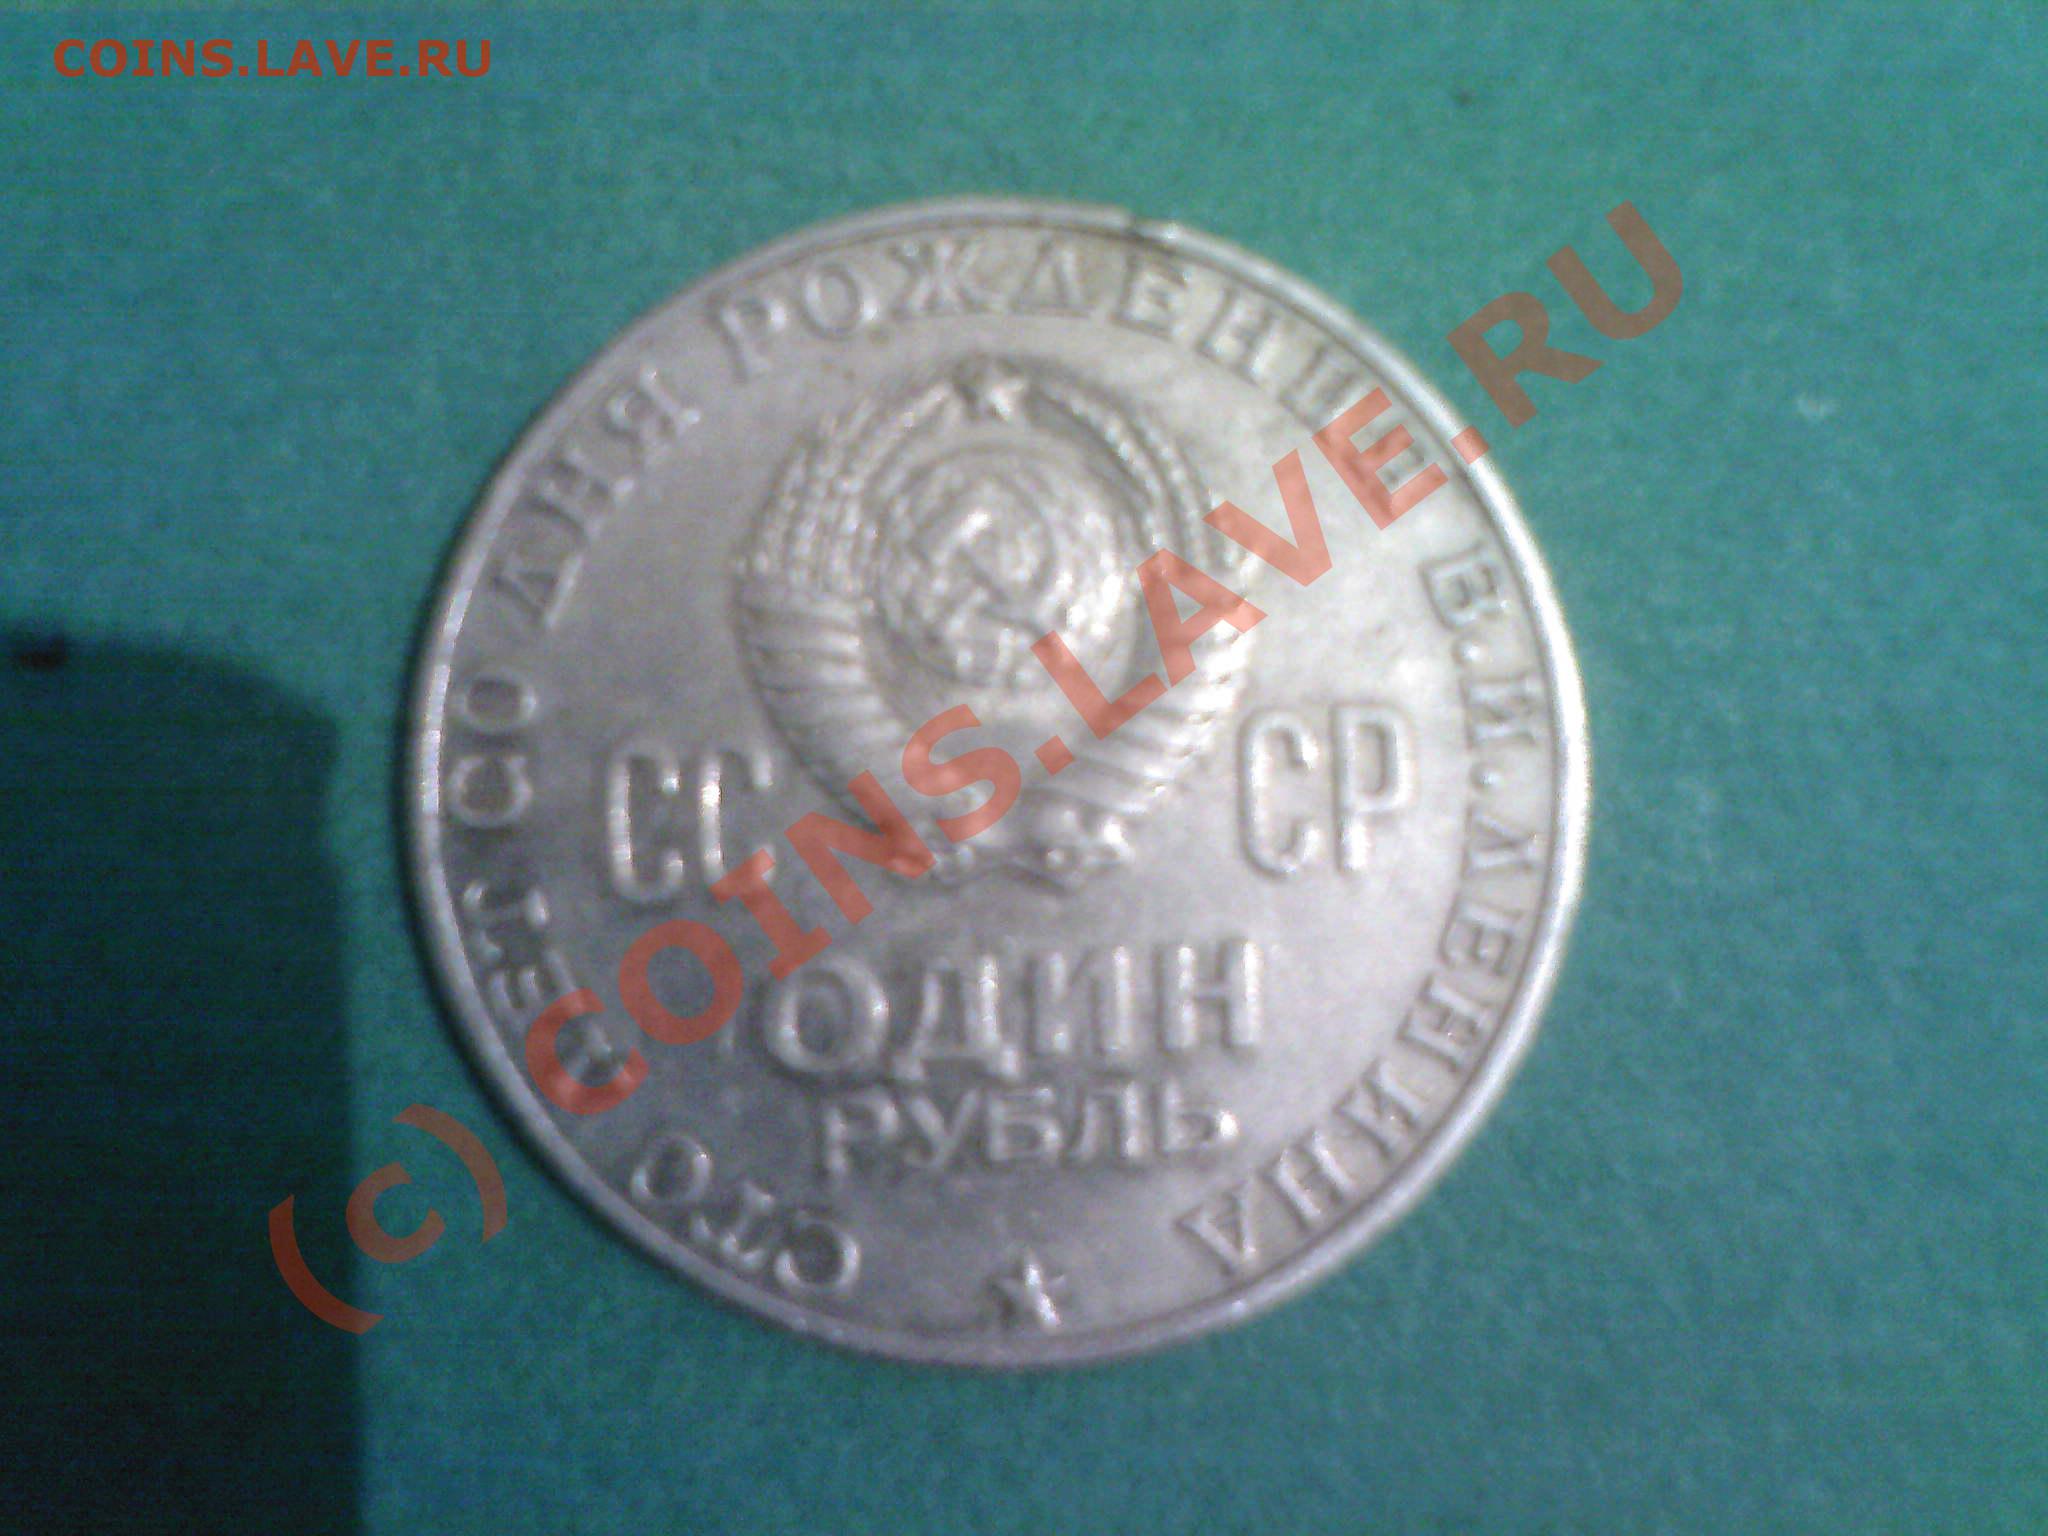 COINS.LAVE.RU
СТО ЛЕТ СО ДНЯ РОЖДЕНИЯ В.И.ЛЕНИНА
СС СР
ОДИН
РУБЛЬ
(c) COINS.LAVE.RU